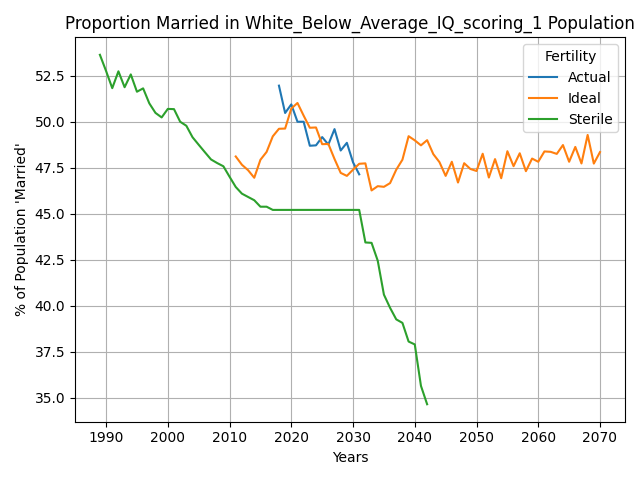 Proportion Married in White_Below_Average_IQ_scoring_1 Population
Fertility
Actual
Ideal
Sterile
% of Population 'Married'
52.5
50.0
47.5
45.0
42.5
40.0
37.5
35.0
1990 2000 2010 2020 2030 2040 2050 2060 2070
Years